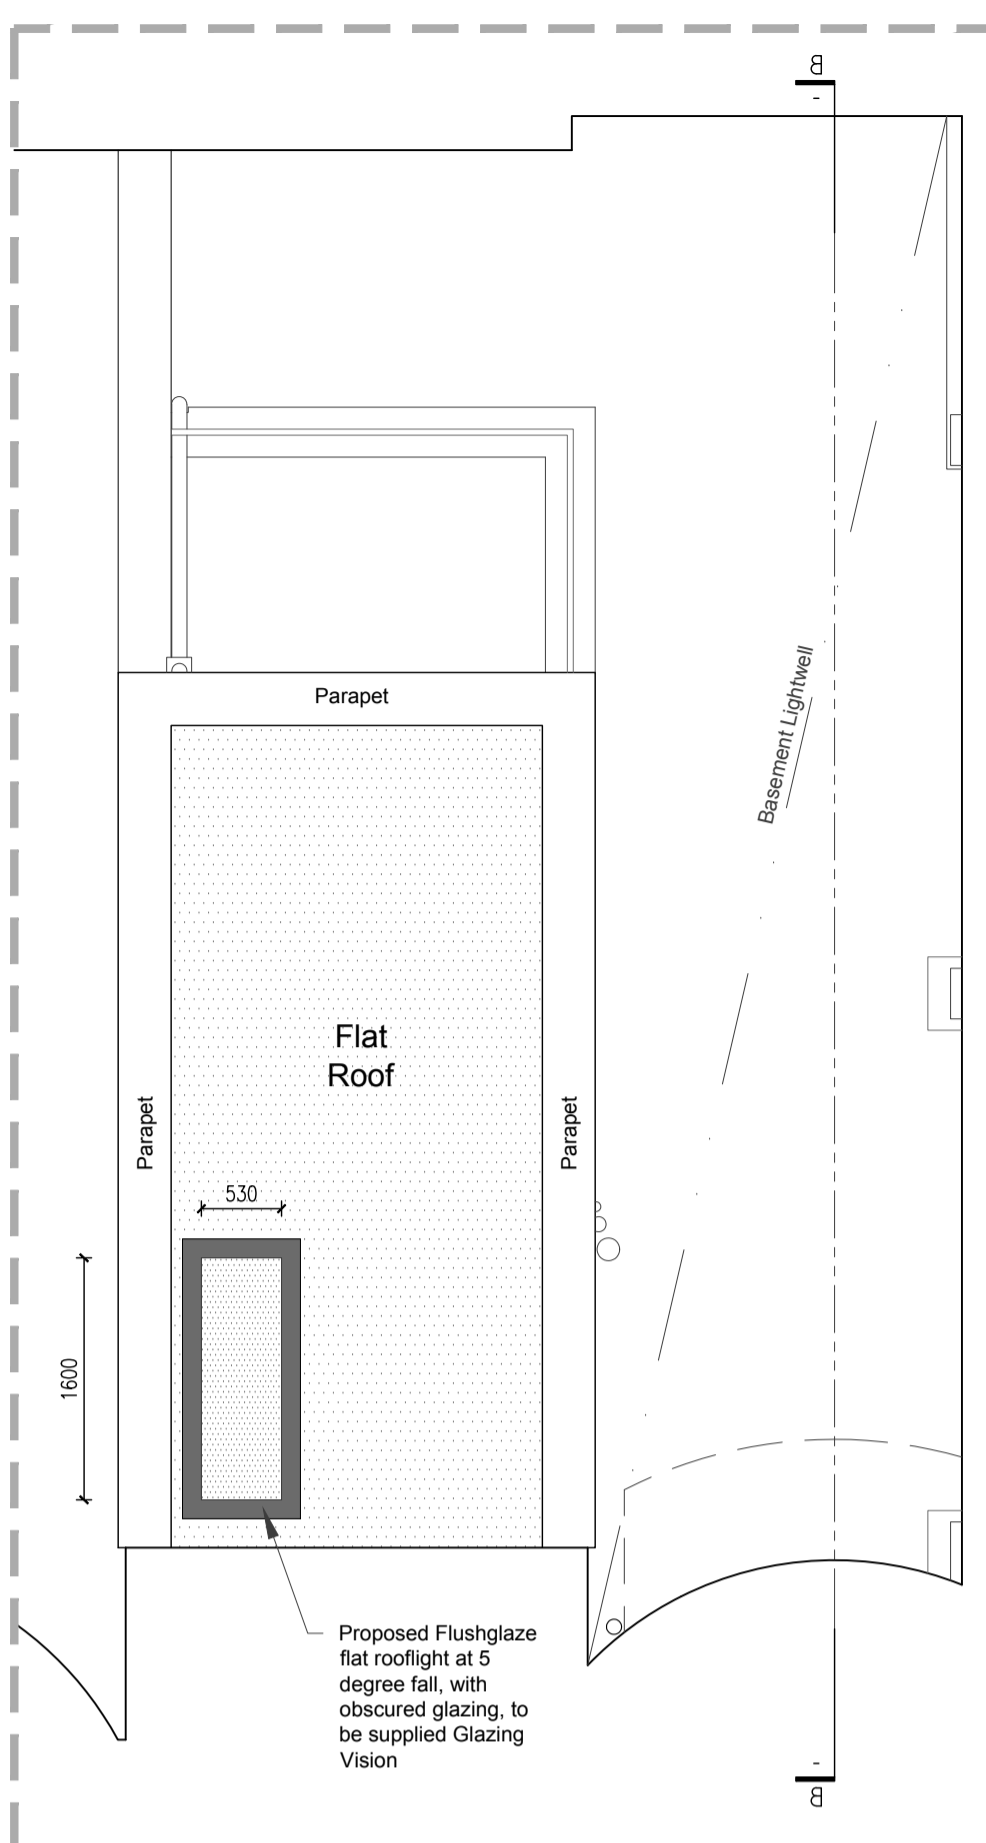 B
-
Parapet
Basement Lightwell
Flat
Roof
Parapet
Parapet
530
1600
Proposed Flushglaze
flat rooflight at 5
degree fall, with
obscured glazing, to
be supplied Glazing
Vision
-
B